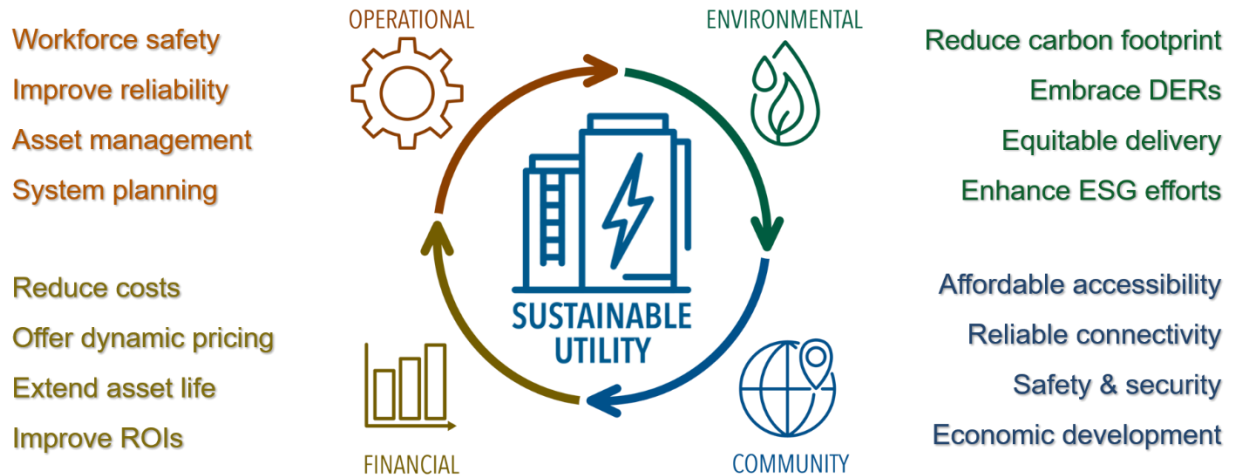 OPERATIONAL
Workforce safety
Improve reliability
Asset management
System planning
ENVIRONMENTAL
Reduce carbon footprint
Embrace DERs
Equitable delivery
Enhance ESG efforts
SUSTAINABLE
UTILITY
Reduce costs
Offer dynamic pricing
Extend asset life
Improve ROIs
FINANCIAL
Affordable accessibility
Reliable connectivity
Safety & security
Economic development
COMMUNITY